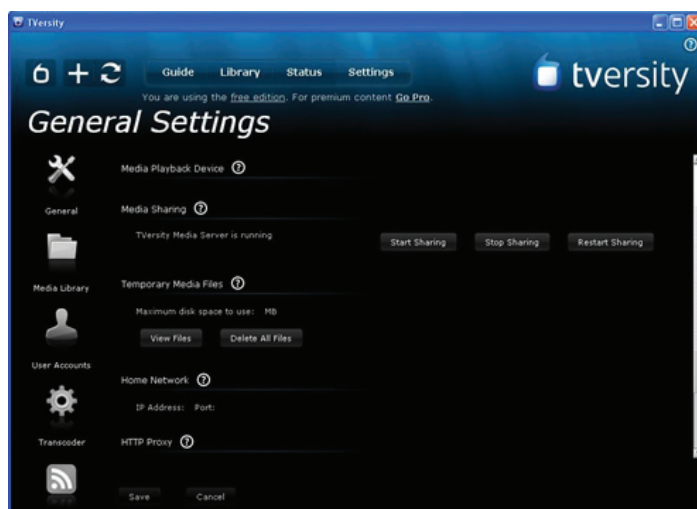 TVersity
Guide Library Status Settings
tversity
You are using the free edition. For premium content Go Pro.
General Settings
Media Playback Device ?
General
Media Sharing ?
TVersity Media Server is running
Start Sharing Stop Sharing Restart Sharing
Media Library
Temporary Media Files ?
Maximum disk space to use: MB
View Files Delete All Files
User Accounts
Home Network ?
IP Address: Port:
Transcoder
HTTP Proxy ?
Save Cancel